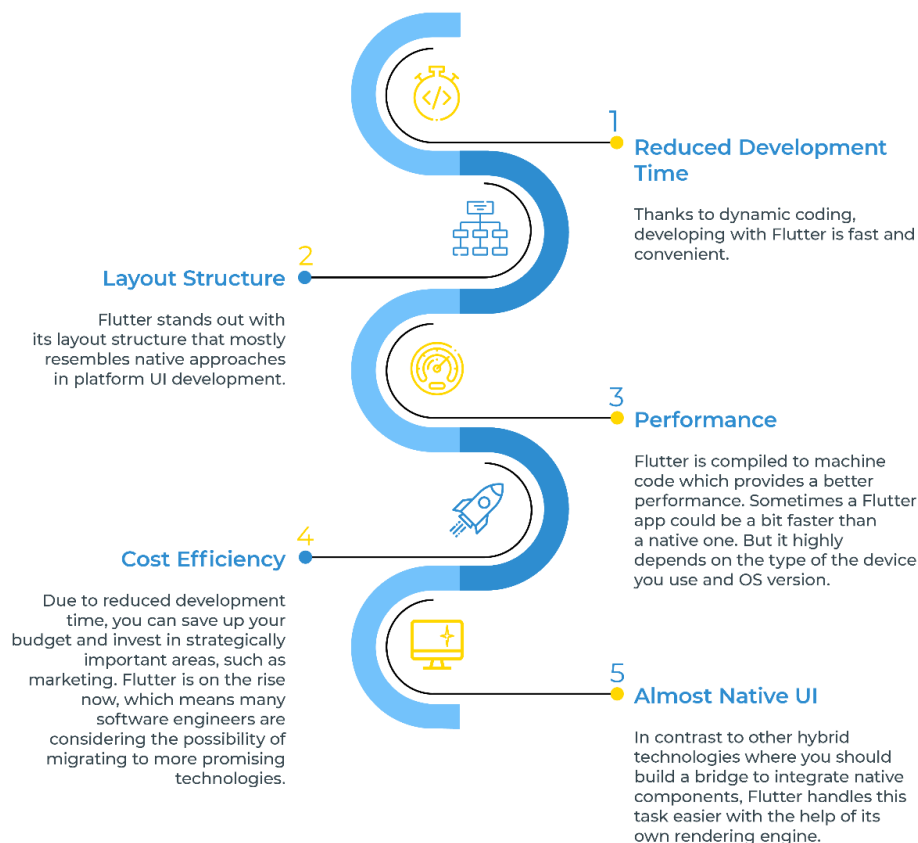 1
Reduced Development
Time
Thanks to dynamic coding,
developing with Flutter is fast and
convenient.
2
Layout Structure
Flutter stands out with
its layout structure that mostly
resembles native approaches
in platform UI development.
3
Performance
Flutter is compiled to machine
code which provides a better
performance. Sometimes a Flutter
app could be a bit faster than
a native one. But it highly
depends on the type of the device
you use and OS version.
4
Cost Efficiency
Due to reduced development
time, you can save up your
budget and invest in strategically
important areas, such as
marketing. Flutter is on the rise
now, which means many
software engineers are
considering the possibility of
migrating to more promising
technologies.
5
Almost Native UI
In contrast to other hybrid
technologies where you should
build a bridge to integrate native
components, Flutter handles this
task easier with the help of its
own rendering engine.